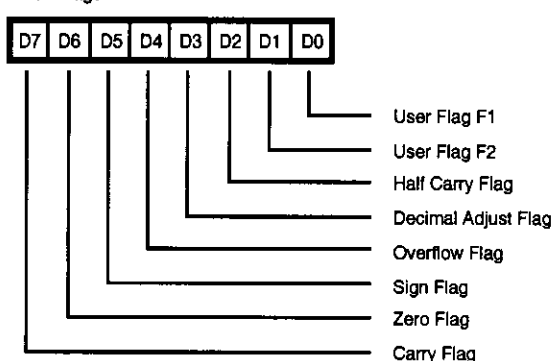 D7 D6 D5 D4 D3 D2 D1 D0
User Flag F1
User Flag F2
Half Carry Flag
Decimal Adjust Flag
Overflow Flag
Sign Flag
Zero Flag
Carry Flag